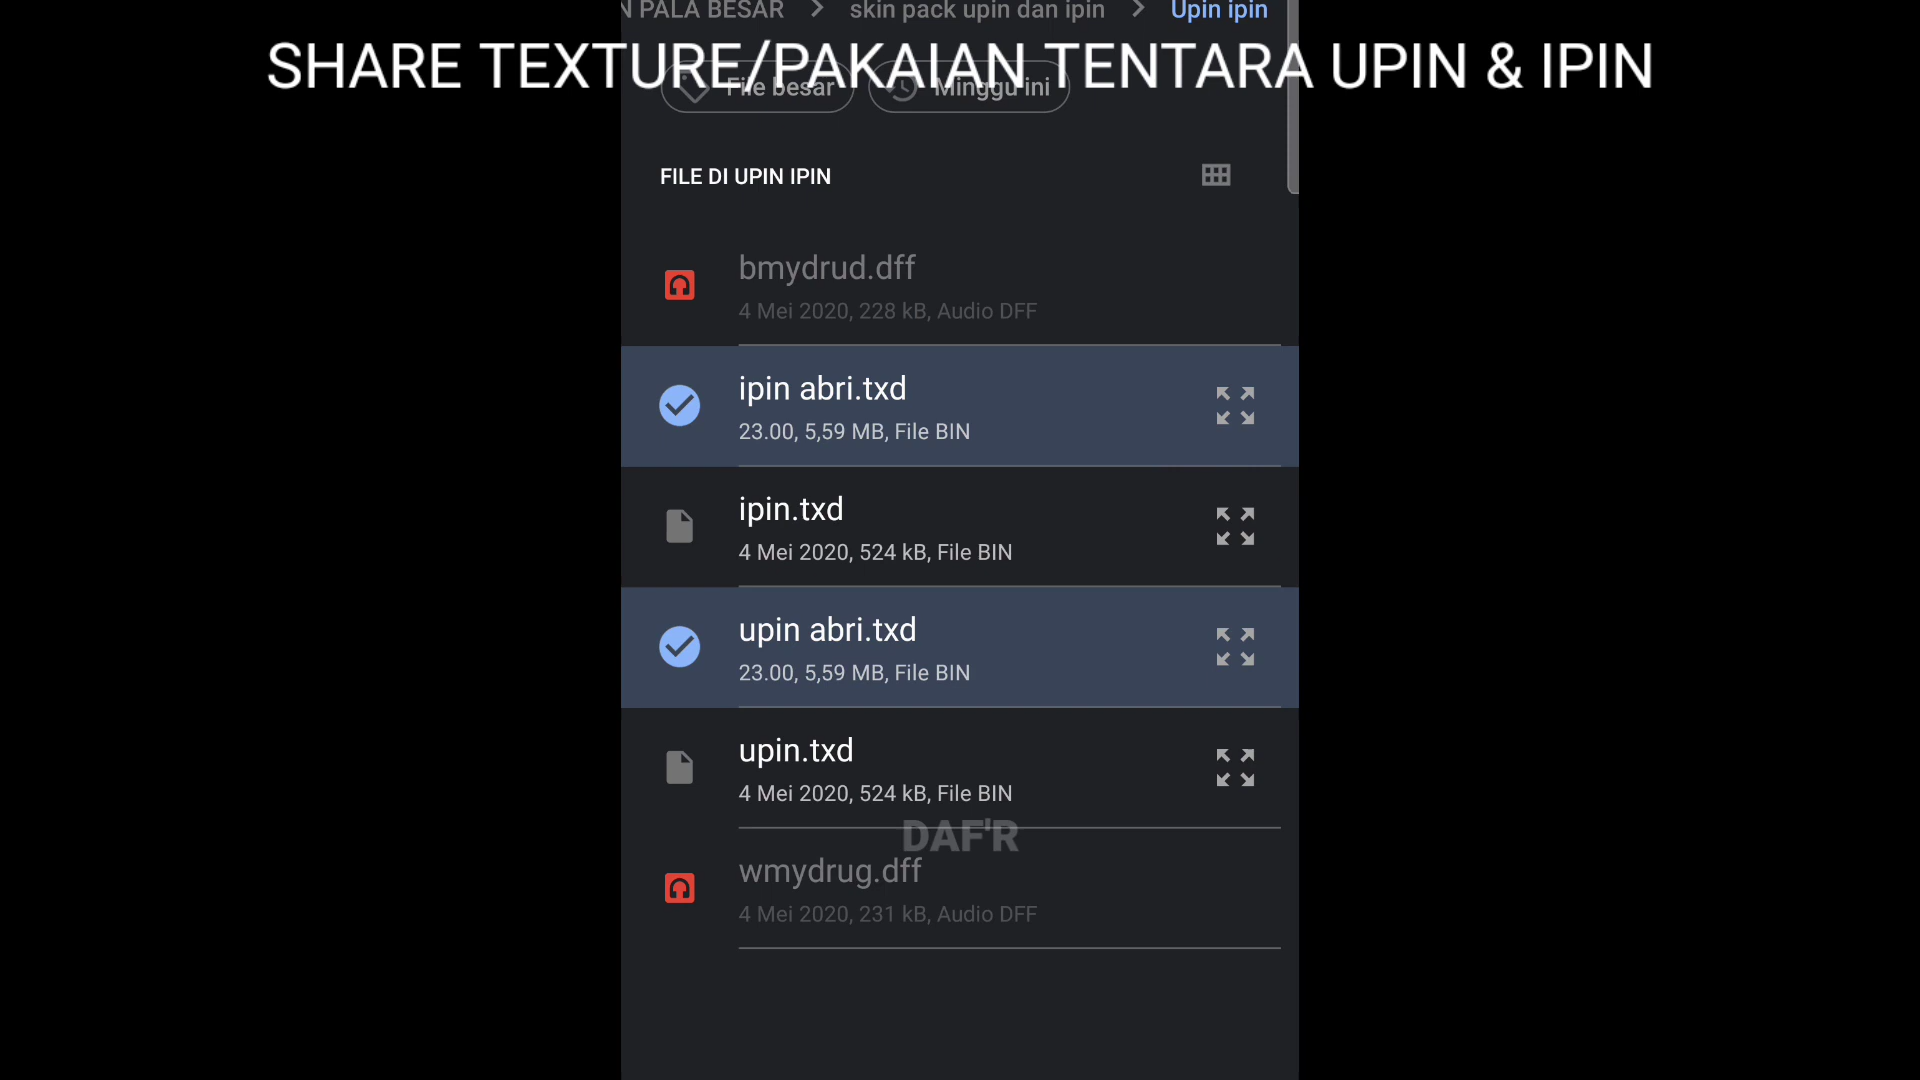 N PALA BESAR > skin pack upin dan ipin > Upin ipin
SHARE TEXTURE/PAKAIAN TENTARA UPIN & IPIN
File besar Minggu ini
FILE DI UPIN IPIN
bmydrud.dff
4 Mei 2020, 228 kB, Audio DFF
ipin abri.txd
23.00, 5,59 MB, File BIN
ipin.txd
4 Mei 2020, 524 kB, File BIN
upin abri.txd
23.00, 5,59 MB, File BIN
upin.txd
4 Mei 2020, 524 kB, File BIN
DAF'R
wmydrug.dff
4 Mei 2020, 231 kB, Audio DFF